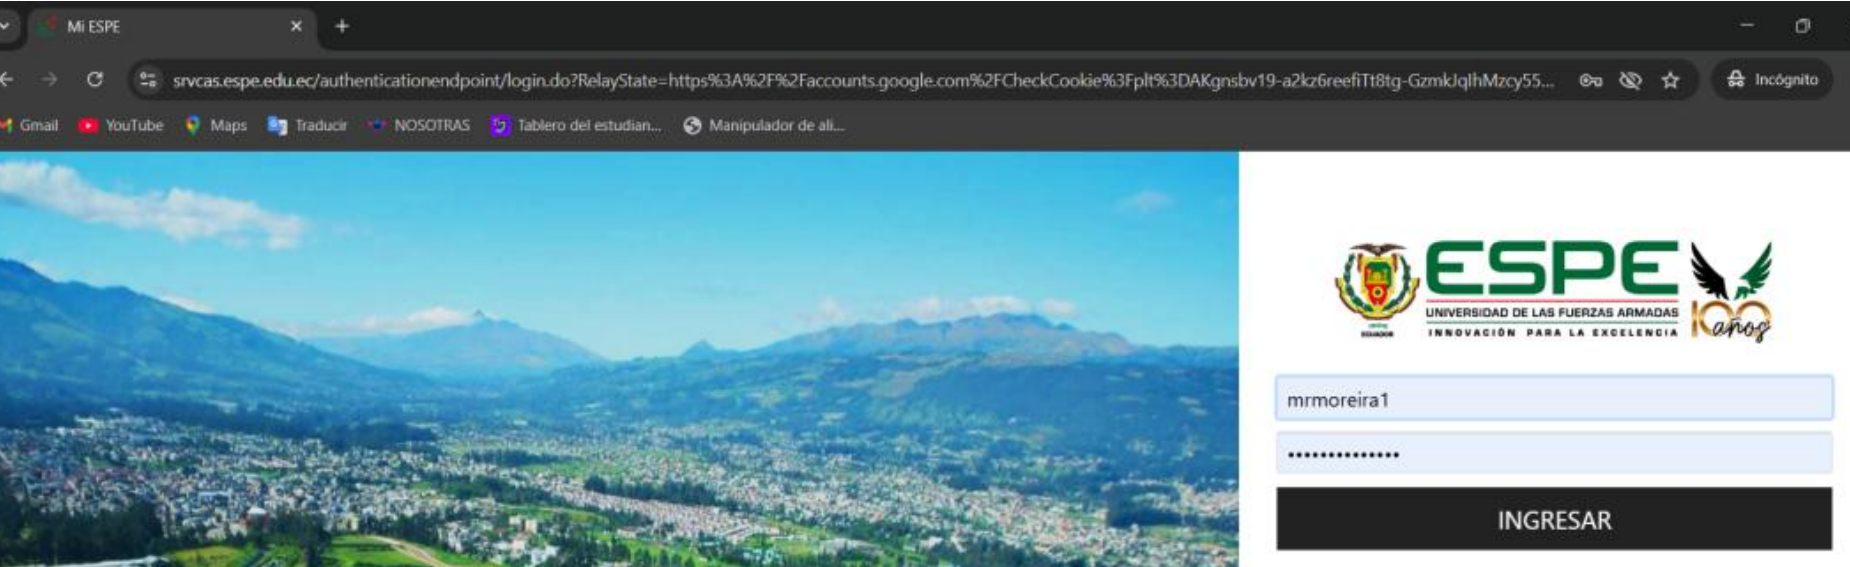 Mi ESPE
srvcas.espe.edu.ec/authenticationendpoint/login.do?RelayState=https%3A%2F%2Faccounts.google.com%2FCheckCookie%3Fplt%3DAKgnsbv19-a2kz6reefiTt8tg-GzmkJqlhMzcy55... Incógnito
Gmail YouTube Maps Traducir NOSOTRAS Tablero del estudian... Manipulador de ali...
ESPE
UNIVERSIDAD DE LAS FUERZAS ARMADAS
INNOVACIÓN PARA LA EXCELENCIA
ECUADOR
100 años
mrmoreira1
••••••••••••••
INGRESAR